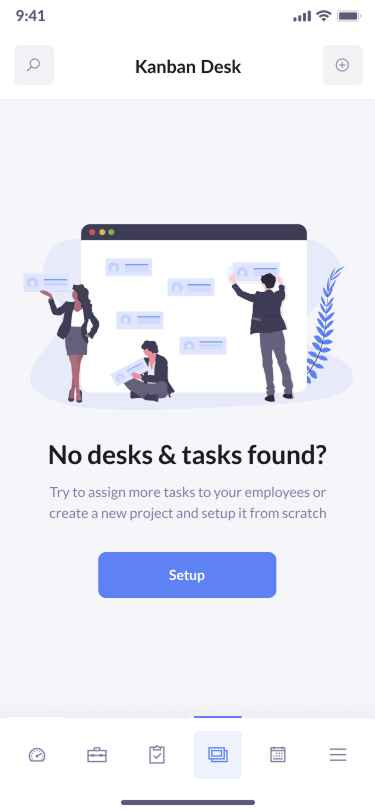 9:41
Kanban Desk
No desks & tasks found?
Try to assign more tasks to your employees or
create a new project and setup it from scratch
Setup